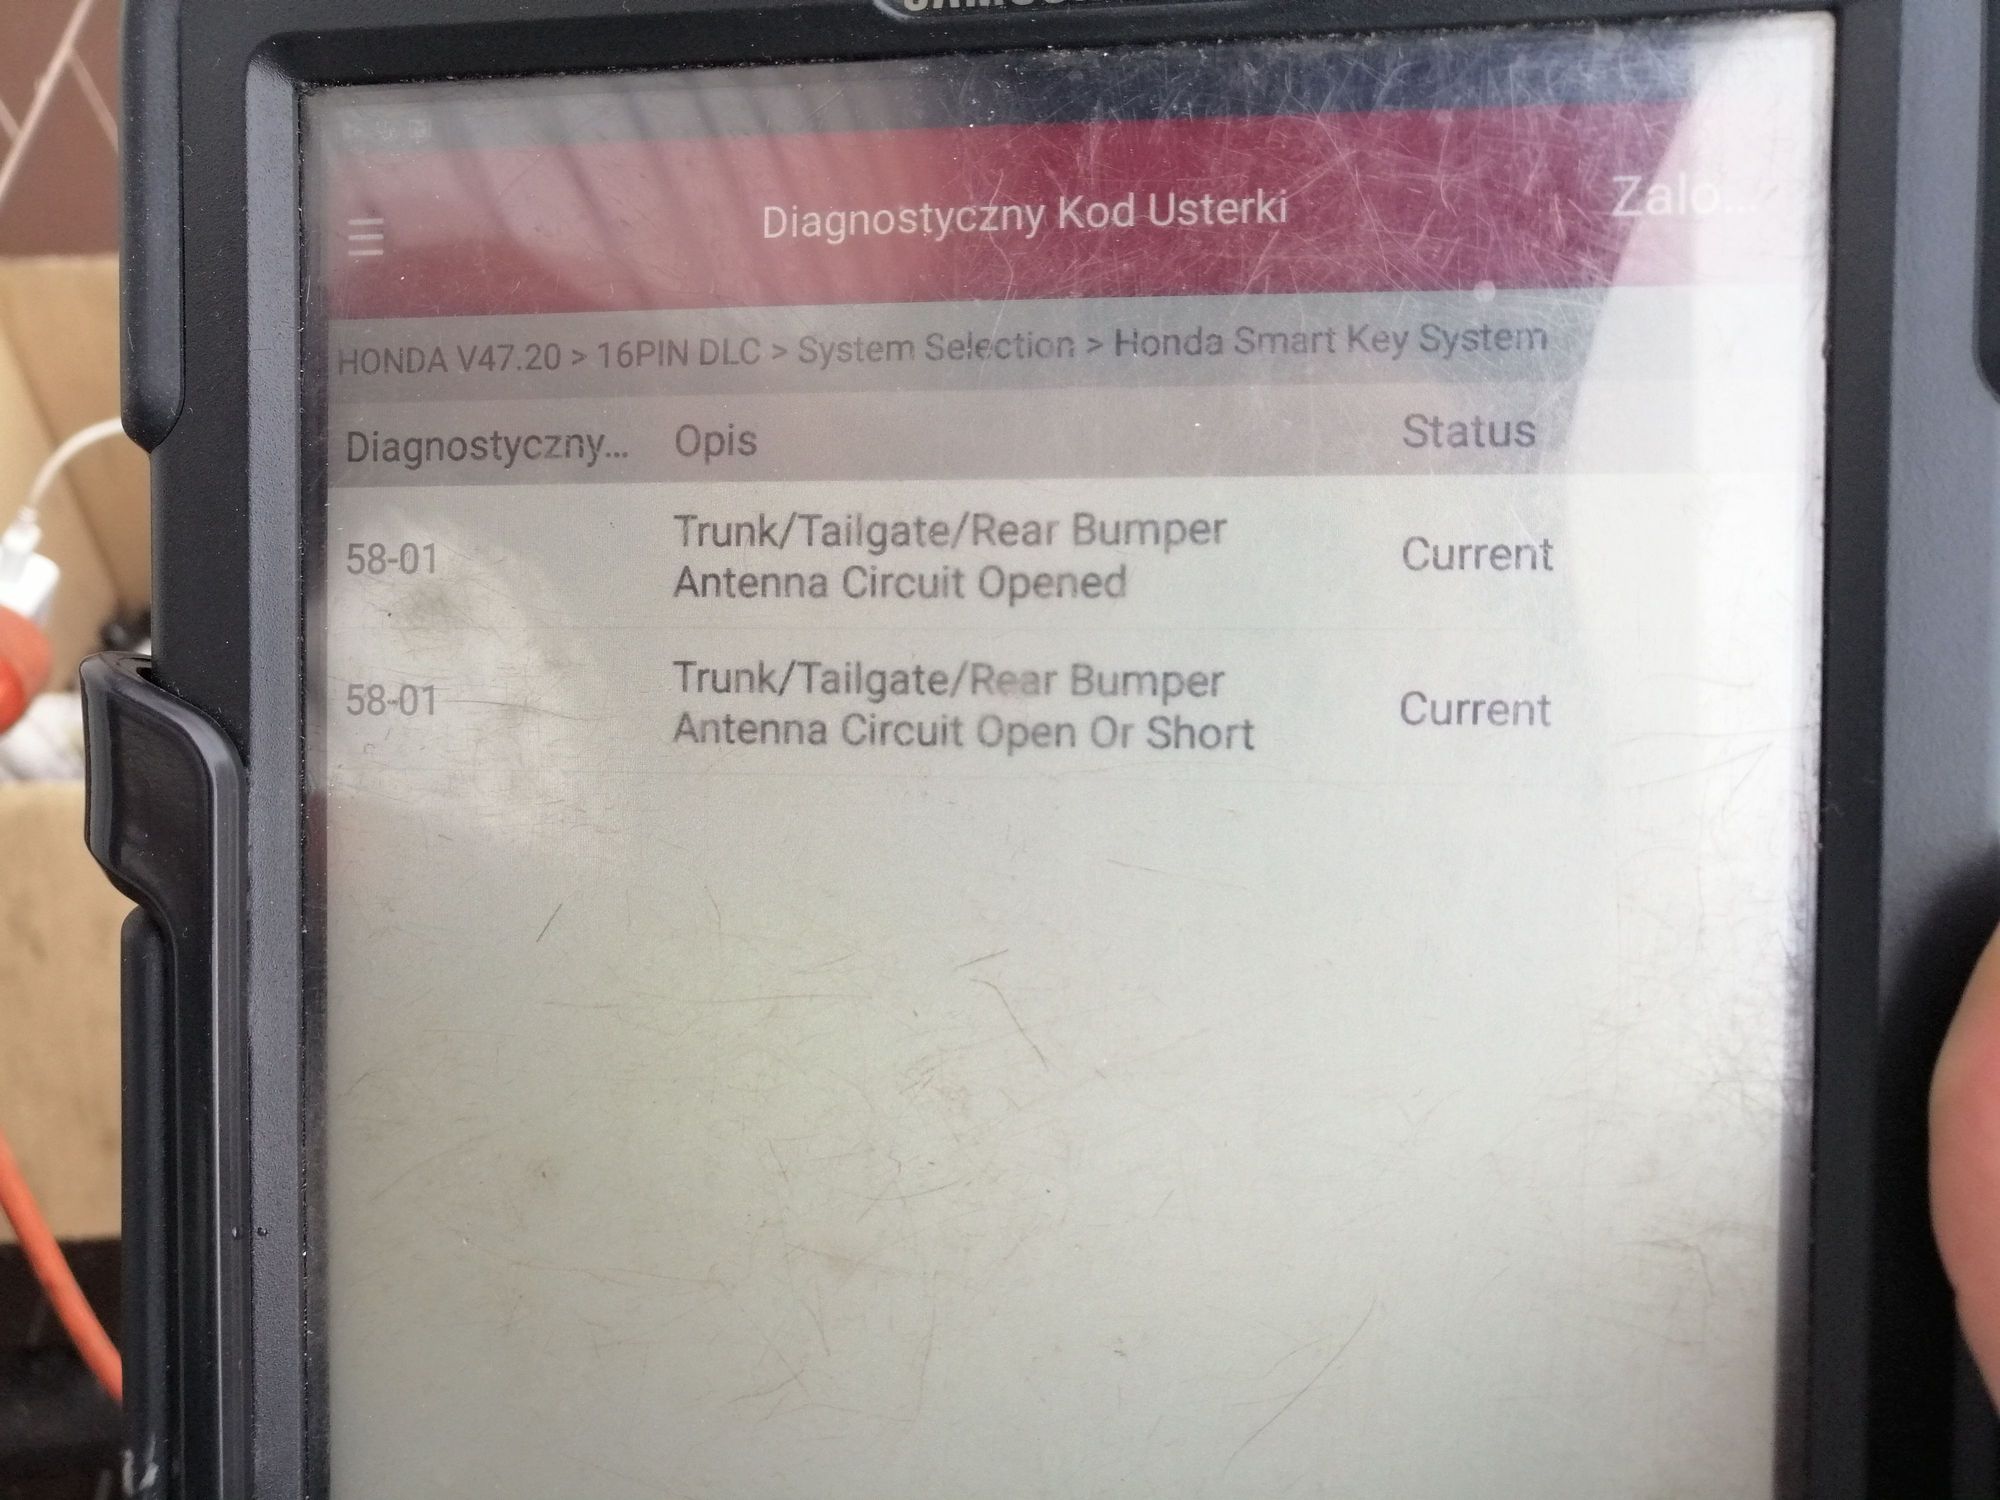 Diagnostyczny Kod Usterki
Zalo...
HONDA V47.20 > 16PIN DLC > System Selection > Honda Smart Key System
Diagnostyczny... Opis Status
58-01 Trunk/Tailgate/Rear Bumper Current
Antenna Circuit Opened
58-01 Trunk/Tailgate/Rear Bumper Current
Antenna Circuit Open Or Short